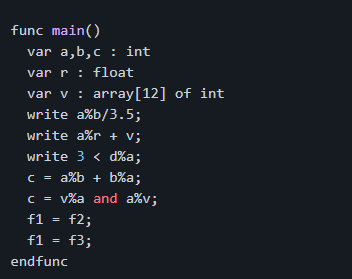 func main()
  var a,b,c : int
  var r : float
  var v : array[12] of int
  write a%b/3.5;
  write a%r + v;
  write 3 < d%a;
  c = a%b + b%a;
  c = v%a and a%v;
  f1 = f2;
  f1 = f3;
endfunc